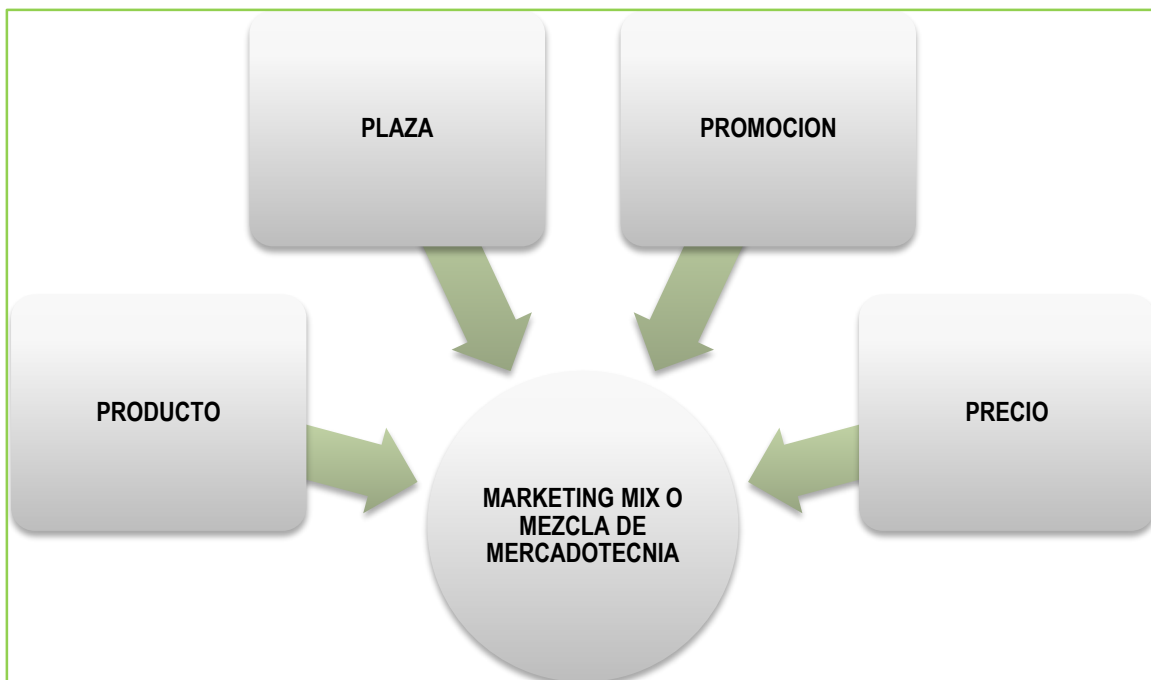 PLAZA
PROMOCION
PRODUCTO
PRECIO
MARKETING MIX O
MEZCLA DE
MERCADOTECNIA